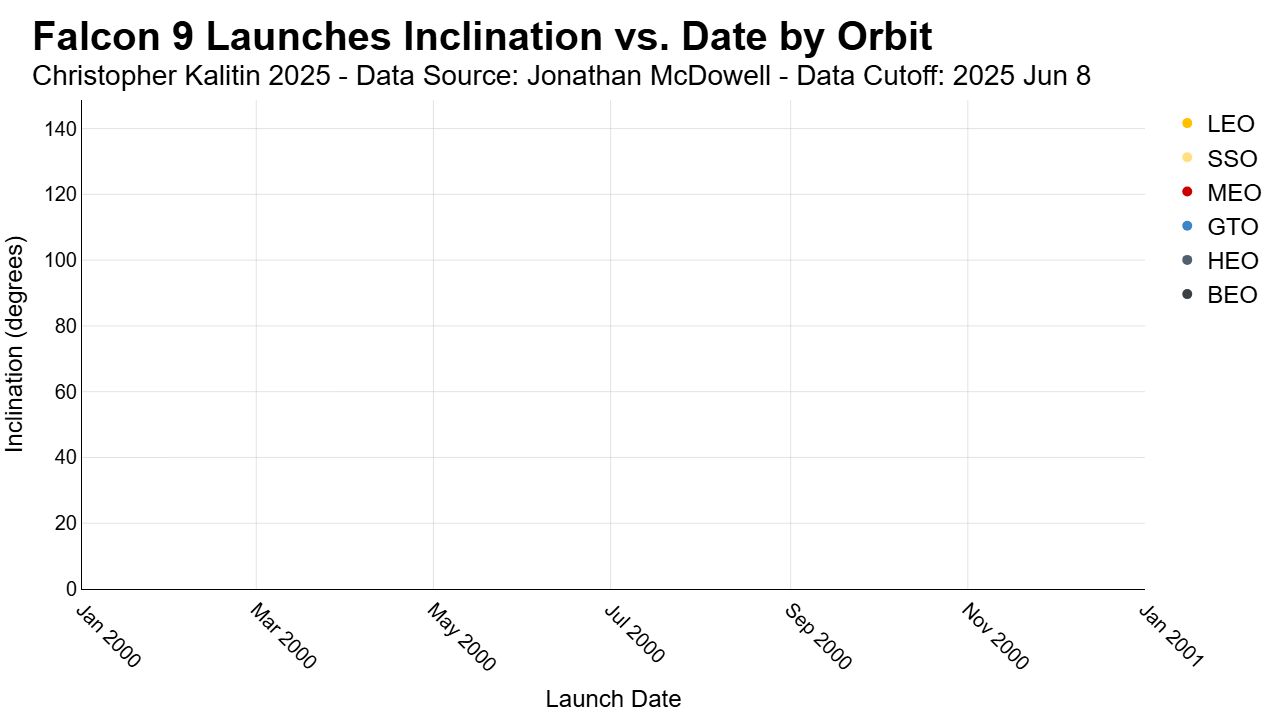 Falcon 9 Launches Inclination vs. Date by Orbit
Christopher Kalitin 2025 - Data Source: Jonathan McDowell - Data Cutoff: 2025 Jun 8
LEO
SSO
MEO
GTO
HEO
BEO
Inclination (degrees)
140
120
100
80
60
40
20
0
Jan 2000
Mar 2000
May 2000
Jul 2000
Sep 2000
Nov 2000
Jan 2001
Launch Date